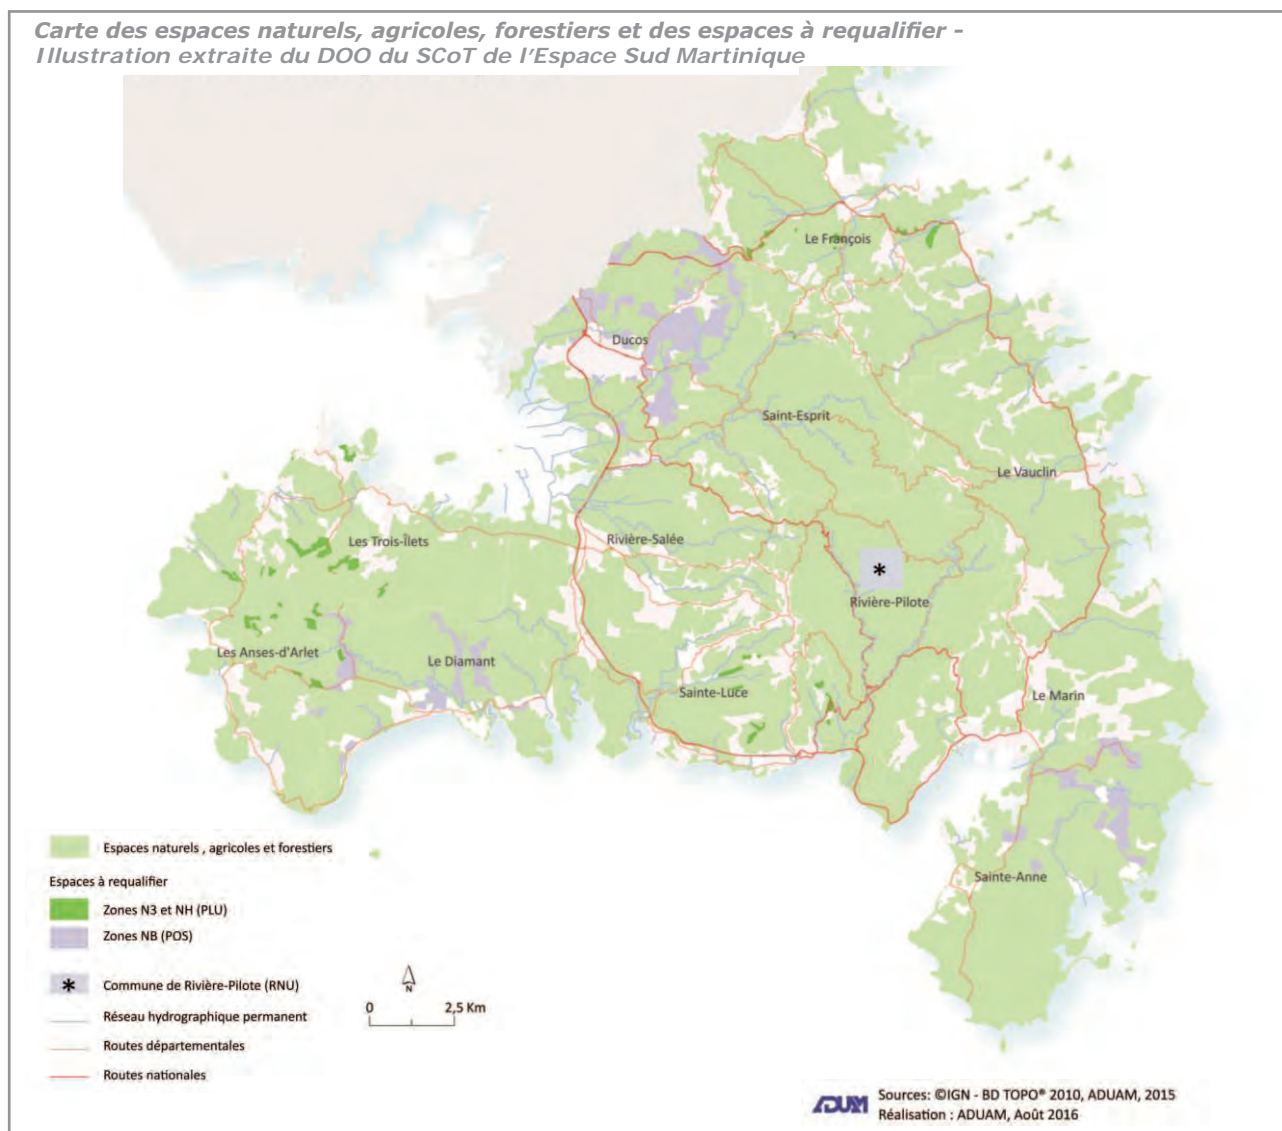 Carte des espaces naturels, agricoles, forestiers et des espaces à requalifier -
Illustration extraite du DOO du SCoT de l'Espace Sud Martinique
Le François
Ducos
Saint-Esprit
Le Vauclin
Les Trois-Îlets
Rivière-Salée
*
Rivière-Pilote
Les Anses-d'Arlet
Le Diamant
Sainte-Luce
Le Marin
Sainte-Anne
Espaces naturels , agricoles et forestiers
Espaces à requalifier
Zones N3 et NH (PLU)
Zones NB (POS)
* Commune de Rivière-Pilote (RNU)
Réseau hydrographique permanent
Routes départementales
Routes nationales
N
0 2,5 Km
ADUAM
Sources: ©IGN - BD TOPO® 2010, ADUAM, 2015
Réalisation : ADUAM, Août 2016